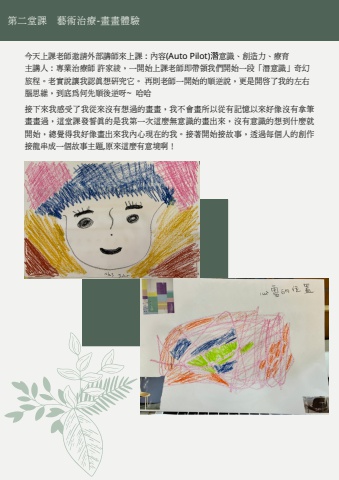 第二堂課　藝術治療-畫畫體驗
今天上課老師邀請外部講師來上課：內容(Auto Pilot)潛意識、創造力、療育
主講人：專業治療師 許家禎，一開始上課老師即帶領我們開始一段「潛意識」奇幻
旅程。老實說讓我認真想研究它。 再則老師一開始的順逆說，更是開啓了我的左右
腦思維，到底爲何先順後逆呀~ 哈哈
接下來我感受了我從來沒有想過的畫畫，我不會畫所以從有記憶以來好像沒有拿筆
畫畫過，這堂課發誓真的是我第一次這麼無意識的畫出來，沒有意識的想到什麼就
開始，總覺得我好像畫出來我內心現在的我。接著開始接故事，透過每個人的創作
接龍串成一個故事主題,原來這麼有意境啊！
心靈的位置